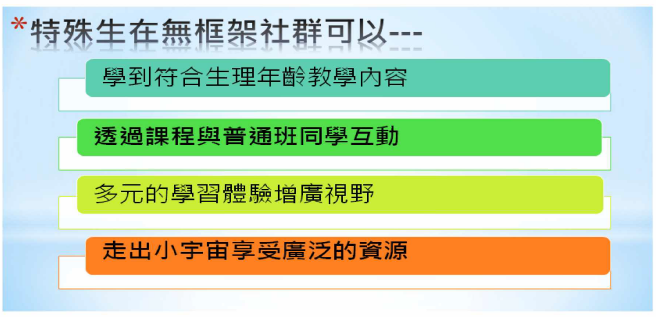 *特殊生在無框架社群可以---
學到符合生理年齡教學內容
透過課程與普通班同學互動
多元的學習體驗增廣視野
走出小宇宙享受廣泛的資源